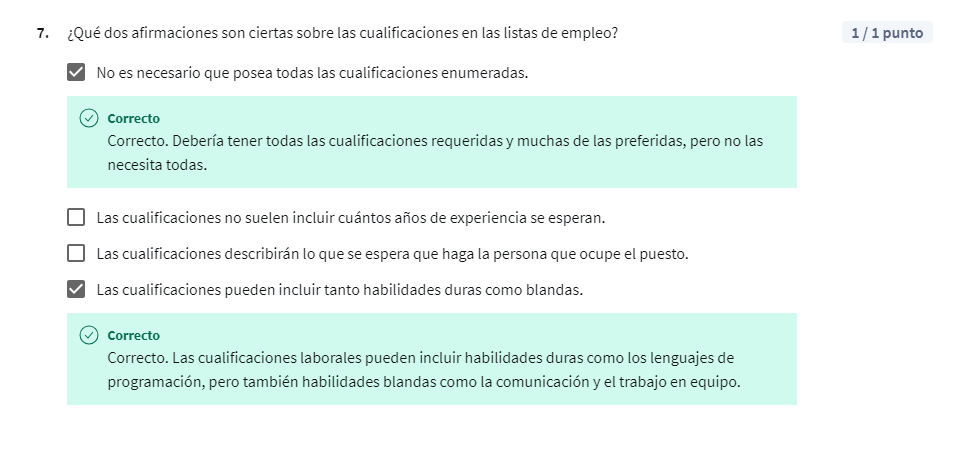 7. ¿Qué dos afirmaciones son ciertas sobre las cualificaciones en las listas de empleo?
1 / 1 punto
No es necesario que posea todas las cualificaciones enumeradas.
Correcto
Correcto. Debería tener todas las cualificaciones requeridas y muchas de las preferidas, pero no las
necesita todas.
Las cualificaciones no suelen incluir cuántos años de experiencia se esperan.
Las cualificaciones describirán lo que se espera que haga la persona que ocupe el puesto.
Las cualificaciones pueden incluir tanto habilidades duras como blandas.
Correcto
Correcto. Las cualificaciones laborales pueden incluir habilidades duras como los lenguajes de
programación, pero también habilidades blandas como la comunicación y el trabajo en equipo.